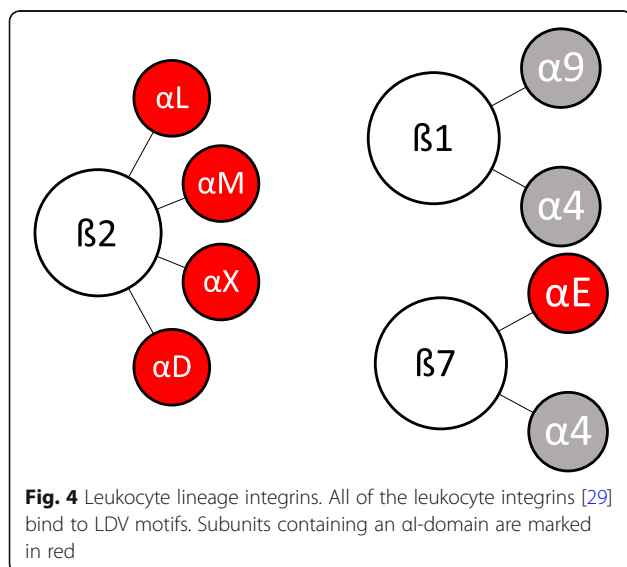 αL
αM
ß2
αX
αD
α9
ß1
α4
αE
ß7
α4
Fig. 4 Leukocyte lineage integrins. All of the leukocyte integrins [29]
bind to LDV motifs. Subunits containing an αI-domain are marked
in red